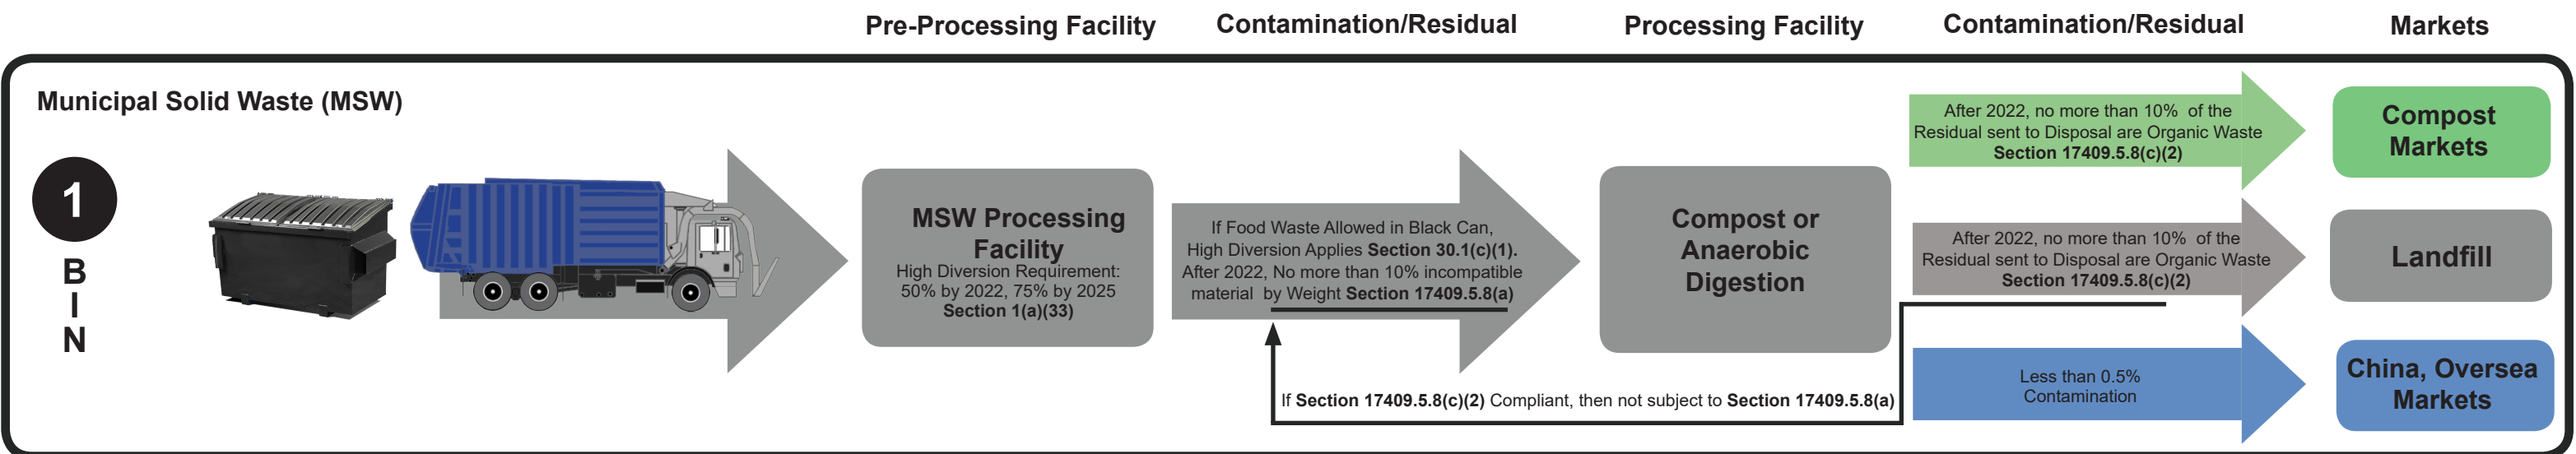 Pre-Processing Facility
Contamination/Residual
Processing Facility
Contamination/Residual
Markets
Municipal Solid Waste (MSW)
1
B
I
N
MSW Processing
Facility
High Diversion Requirement:
50% by 2022, 75% by 2025
Section 1(a)(33)
If Food Waste Allowed in Black Can,
High Diversion Applies Section 30.1(c)(1).
After 2022, No more than 10% incompatible
material by Weight Section 17409.5.8(a)
Compost or
Anaerobic
Digestion
After 2022, no more than 10% of the
Residual sent to Disposal are Organic Waste
Section 17409.5.8(c)(2)
Compost
Markets
After 2022, no more than 10% of the
Residual sent to Disposal are Organic Waste
Section 17409.5.8(c)(2)
Landfill
If Section 17409.5.8(c)(2) Compliant, then not subject to Section 17409.5.8(a)
Less than 0.5%
Contamination
China, Oversea
Markets